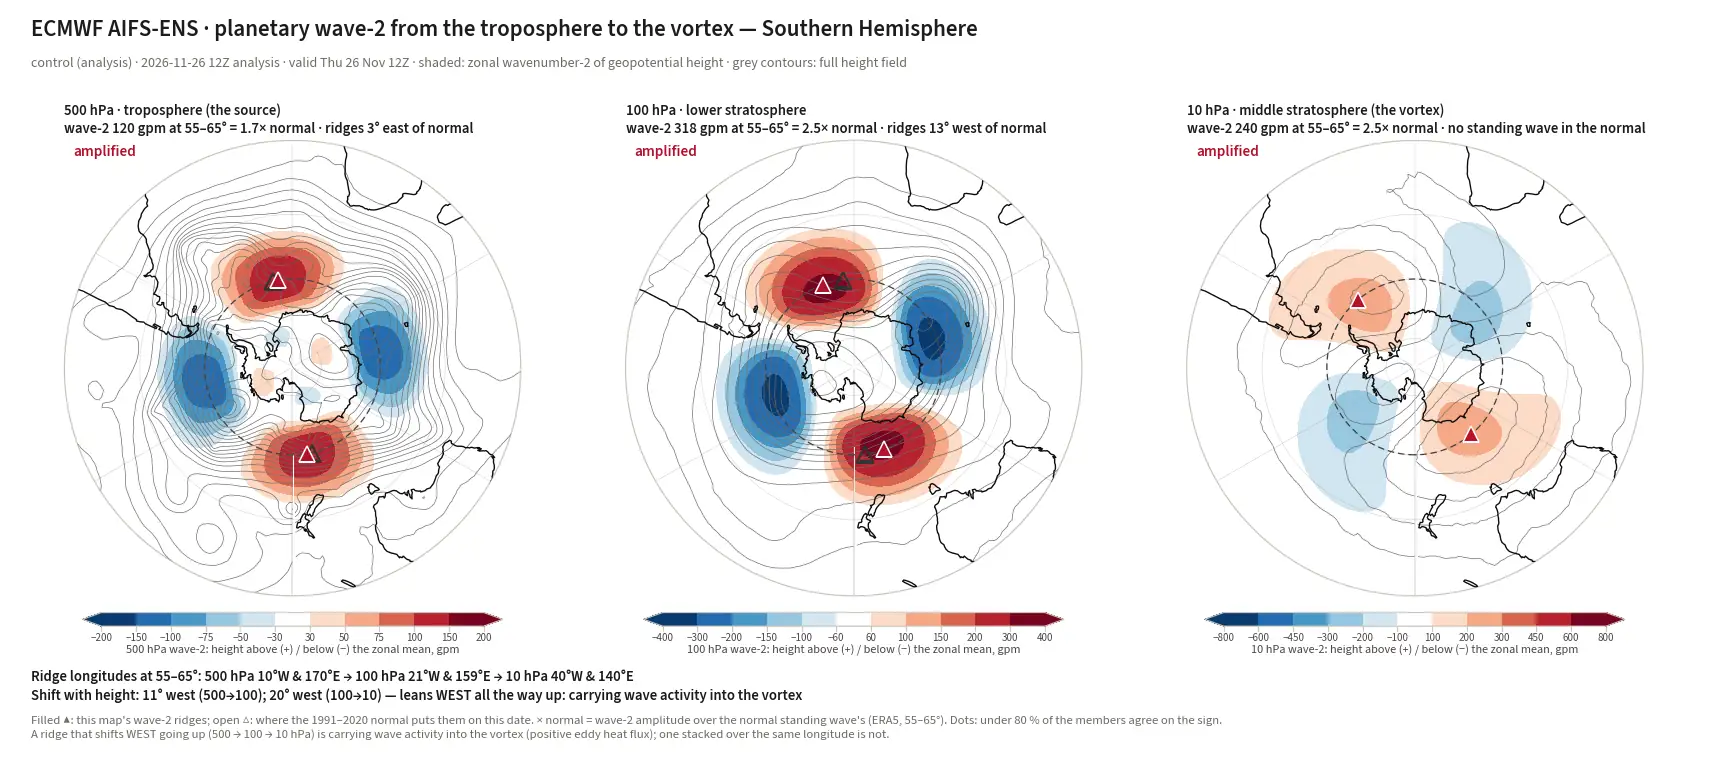 ECMWF AIFS-ENS · planetary wave-2 from the troposphere to the vortex — Southern Hemisphere
control (analysis) · 2026-11-26 12Z analysis · valid Thu 26 Nov 12Z · shaded: zonal wavenumber-2 of geopotential height · grey contours: full height field
500 hPa · troposphere (the source)
wave-2 120 gpm at 55–65° = 1.7× normal · ridges 3° east of normal
amplified
100 hPa · lower stratosphere
wave-2 318 gpm at 55–65° = 2.5× normal · ridges 13° west of normal
amplified
10 hPa · middle stratosphere (the vortex)
wave-2 240 gpm at 55–65° = 2.5× normal · no standing wave in the normal
amplified
−200 −150 −100 −75 −50 −30 30 50 75 100 150 200
500 hPa wave-2: height above (+) / below (−) the zonal mean, gpm
−400 −300 −200 −150 −100 −60 60 100 150 200 300 400
100 hPa wave-2: height above (+) / below (−) the zonal mean, gpm
−800 −600 −450 −300 −200 −100 100 200 300 450 600 800
10 hPa wave-2: height above (+) / below (−) the zonal mean, gpm
Ridge longitudes at 55–65°: 500 hPa 10°W & 170°E → 100 hPa 21°W & 159°E → 10 hPa 40°W & 140°E
Shift with height: 11° west (500→100); 20° west (100→10) — leans WEST all the way up: carrying wave activity into the vortex
Filled ▲: this map's wave-2 ridges; open △: where the 1991–2020 normal puts them on this date. × normal = wave-2 amplitude over the normal standing wave's (ERA5, 55–65°). Dots: under 80 % of the members agree on the sign.
A ridge that shifts WEST going up (500 → 100 → 10 hPa) is carrying wave activity into the vortex (positive eddy heat flux); one stacked over the same longitude is not.